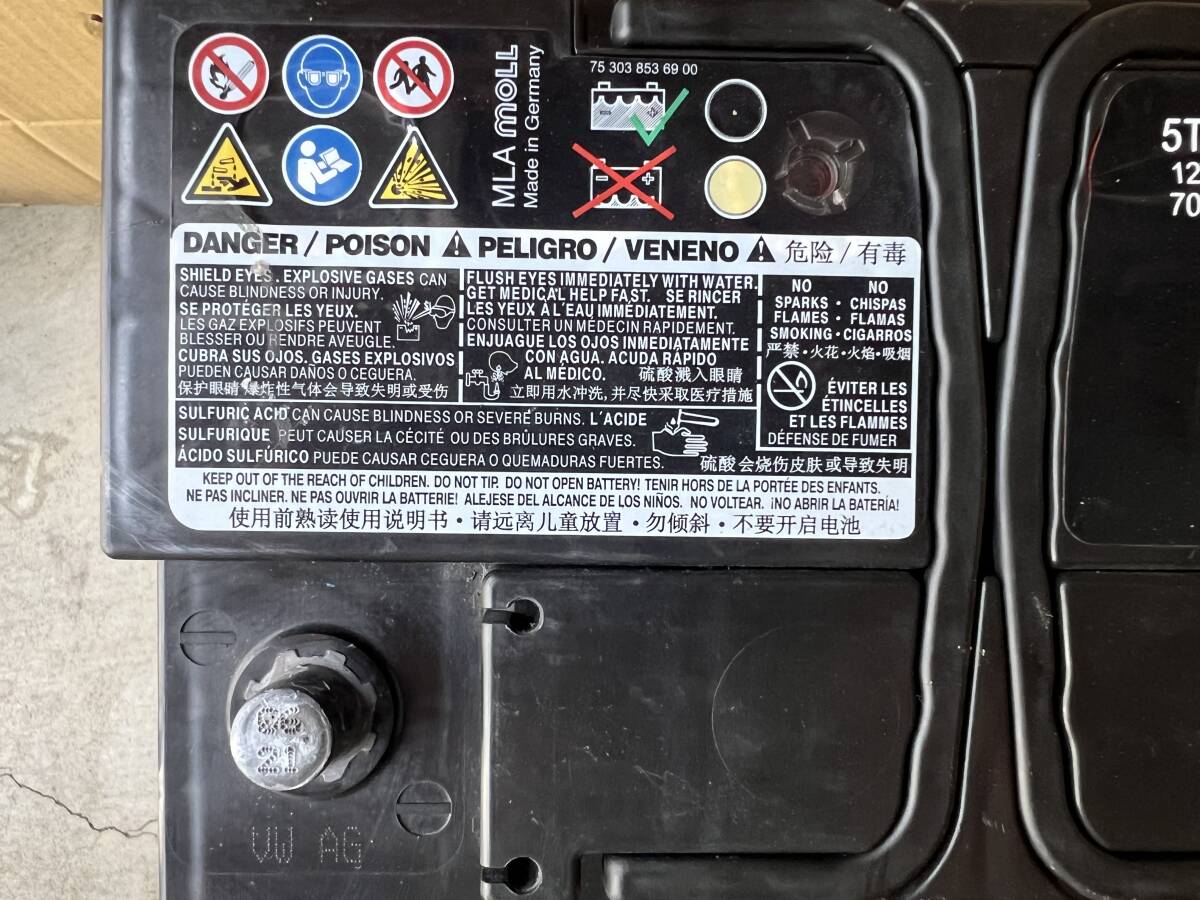 MLA MOLL
Made in Germany
75 303 853 69 00
5T
12
70
DANGER / POISON PELIGRO / VENENO 危险 / 有毒
SHIELD EYES. EXPLOSIVE GASES CAN
CAUSE BLINDNESS OR INJURY.
SE PROTÉGER LES YEUX.
LES GAZ EXPLOSIFS PEUVENT
BLESSER OU RENDRE AVEUGLE.
CUBRA SUS OJOS. GASES EXPLOSIVOS
PUEDEN CAUSAR DAÑOS O CEGUERA.
保护眼睛 爆炸性气体会导致失明或受伤
FLUSH EYES IMMEDIATELY WITH WATER.
GET MEDICAL HELP FAST. SE RINCER
LES YEUX A L'EAU IMMÉDIATEMENT.
CONSULTER UN MÉDECIN RAPIDEMENT.
ENJUAGUE LOS OJOS INMEDIATAMENTE
CON AGUA. ACUDA RÁPIDO
AL MÉDICO. 硫酸溅入眼睛
立即用水冲洗, 并尽快采取医疗措施
NO NO
SPARKS • CHISPAS
FLAMES • FLAMAS
SMOKING • CIGARROS
严禁•火花•火焰•吸烟
ÉVITER LES
ÉTINCELLES
ET LES FLAMMES
DÉFENSE DE FUMER
SULFURIC ACID CAN CAUSE BLINDNESS OR SEVERE BURNS. L'ACIDE
SULFURIQUE PEUT CAUSER LA CÉCITÉ OU DES BRÛLURES GRAVES.
ÁCIDO SULFÚRICO PUEDE CAUSAR CEGUERA O QUEMADURAS FUERTES. 硫酸会烧伤皮肤或导致失明
KEEP OUT OF THE REACH OF CHILDREN. DO NOT TIP. DO NOT OPEN BATTERY! TENIR HORS DE LA PORTÉE DES ENFANTS.
NE PAS INCLINER. NE PAS OUVRIR LA BATTERIE! ALEJESE DEL ALCANCE DE LOS NIÑOS. NO VOLTEAR. ¡NO ABRIR LA BATERÍA!
使用前熟读使用说明书•请远离儿童放置•勿倾斜•不要开启电池
21
VW AG